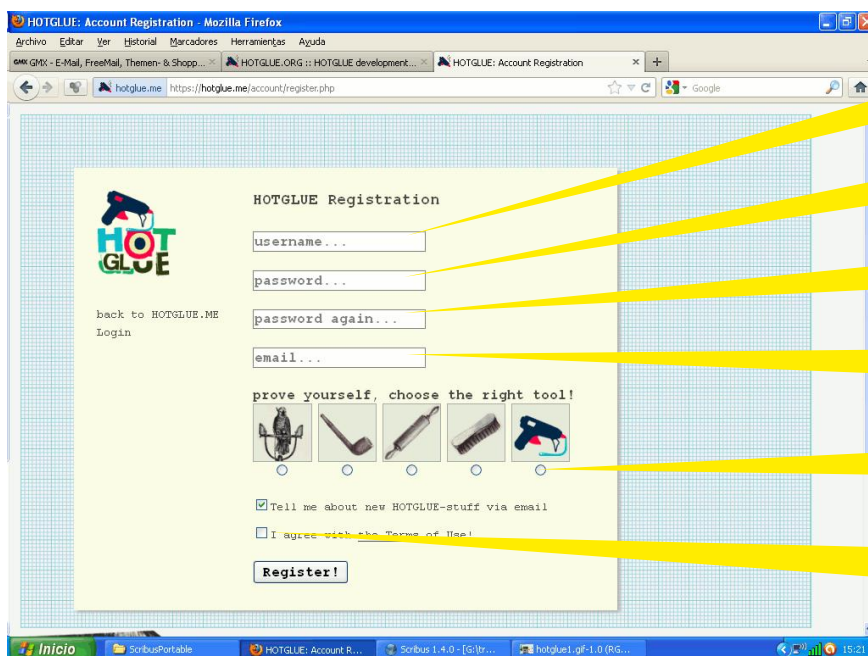 HOTGLUE: Account Registration - Mozilla Firefox
Archivo Editar Ver Historial Marcadores Herramientas Ayuda
GMX GMX - E-Mail, FreeMail, Themen- & Shopp... HOTGLUE.ORG :: HOTGLUE development... HOTGLUE: Account Registration
hotglue.me https://hotglue.me/account/register.php Google
HOT
GLUE
HOTGLUE Registration
username...
password...
back to HOTGLUE.ME
password again...
Login
email...
prove yourself, choose the right tool!
Tell me about new HOTGLUE-stuff via email
I agree with the Terms of Use!
Register!
Inicio ScribusPortable HOTGLUE: Account R... Scribus 1.4.0 - [G:\tr... hotglue1.gif-1.0 (RG... 15:21